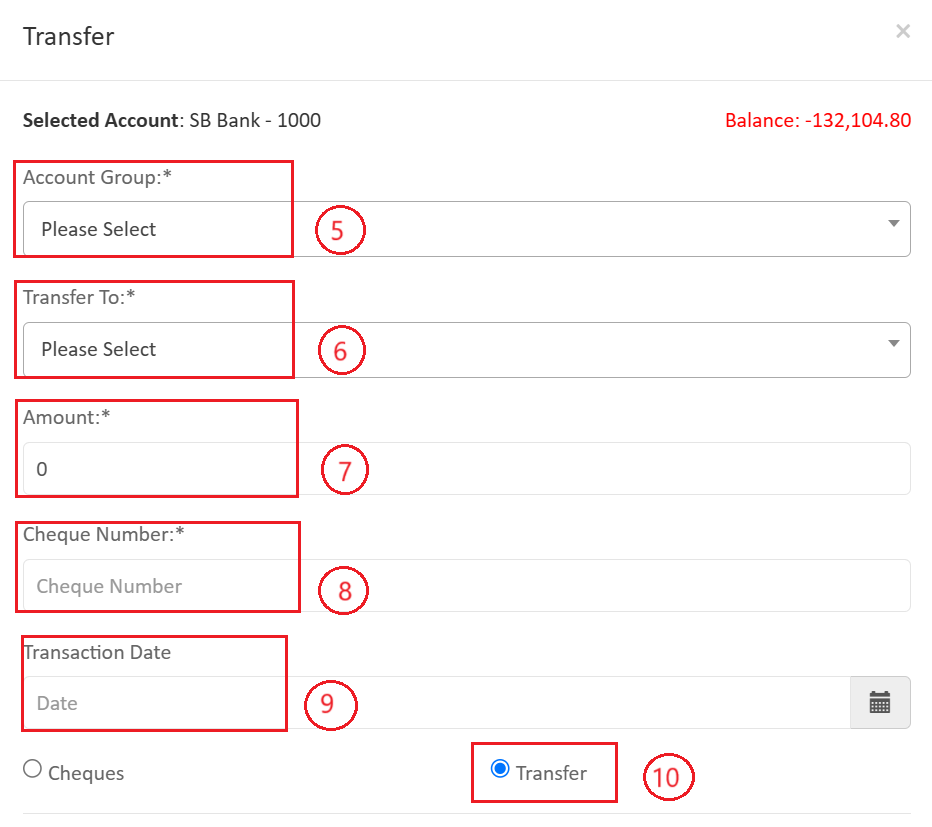 Transfer ×
Selected Account: SB Bank - 1000 Balance: -132,104.80
Account Group:*
Please Select 5
Transfer To:*
Please Select 6
Amount:*
0 7
Cheque Number:*
Cheque Number 8
Transaction Date
Date 9
Cheques Transfer 10